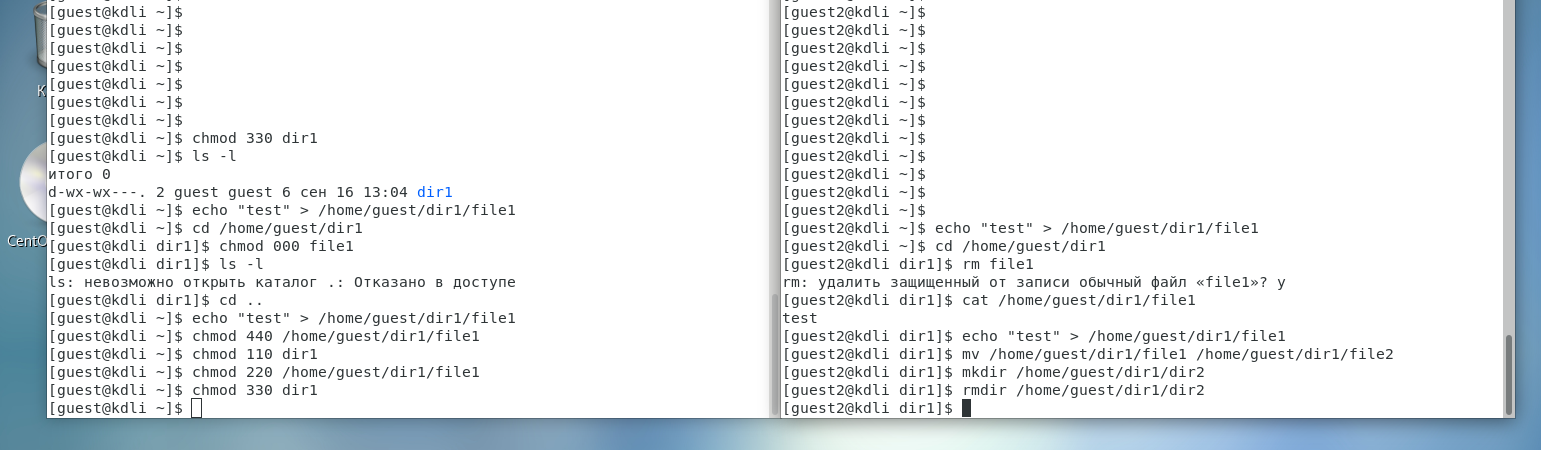 [guest@kdli ~]$
[guest@kdli ~]$
[guest@kdli ~]$
[guest@kdli ~]$
[guest@kdli ~]$
[guest@kdli ~]$
[guest@kdli ~]$
[guest@kdli ~]$ chmod 330 dir1
[guest@kdli ~]$ ls -l
итого 0
d-wx-wx---. 2 guest guest 6 сен 16 13:04 dir1
[guest@kdli ~]$ echo "test" > /home/guest/dir1/file1
[guest@kdli ~]$ cd /home/guest/dir1
[guest@kdli dir1]$ chmod 000 file1
[guest@kdli dir1]$ ls -l
ls: невозможно открыть каталог .: Отказано в доступе
[guest@kdli dir1]$ cd ..
[guest@kdli ~]$ echo "test" > /home/guest/dir1/file1
[guest@kdli ~]$ chmod 440 /home/guest/dir1/file1
[guest@kdli ~]$ chmod 110 dir1
[guest@kdli ~]$ chmod 220 /home/guest/dir1/file1
[guest@kdli ~]$ chmod 330 dir1
[guest@kdli ~]$
[guest2@kdli ~]$
[guest2@kdli ~]$
[guest2@kdli ~]$
[guest2@kdli ~]$
[guest2@kdli ~]$
[guest2@kdli ~]$
[guest2@kdli ~]$
[guest2@kdli ~]$
[guest2@kdli ~]$
[guest2@kdli ~]$
[guest2@kdli ~]$
[guest2@kdli ~]$
[guest2@kdli ~]$ echo "test" > /home/guest/dir1/file1
[guest2@kdli ~]$ cd /home/guest/dir1
[guest2@kdli dir1]$ rm file1
rm: удалить защищенный от записи обычный файл «file1»? y
[guest2@kdli dir1]$ cat /home/guest/dir1/file1
test
[guest2@kdli dir1]$ echo "test" > /home/guest/dir1/file1
[guest2@kdli dir1]$ mv /home/guest/dir1/file1 /home/guest/dir1/file2
[guest2@kdli dir1]$ mkdir /home/guest/dir1/dir2
[guest2@kdli dir1]$ rmdir /home/guest/dir1/dir2
[guest2@kdli dir1]$